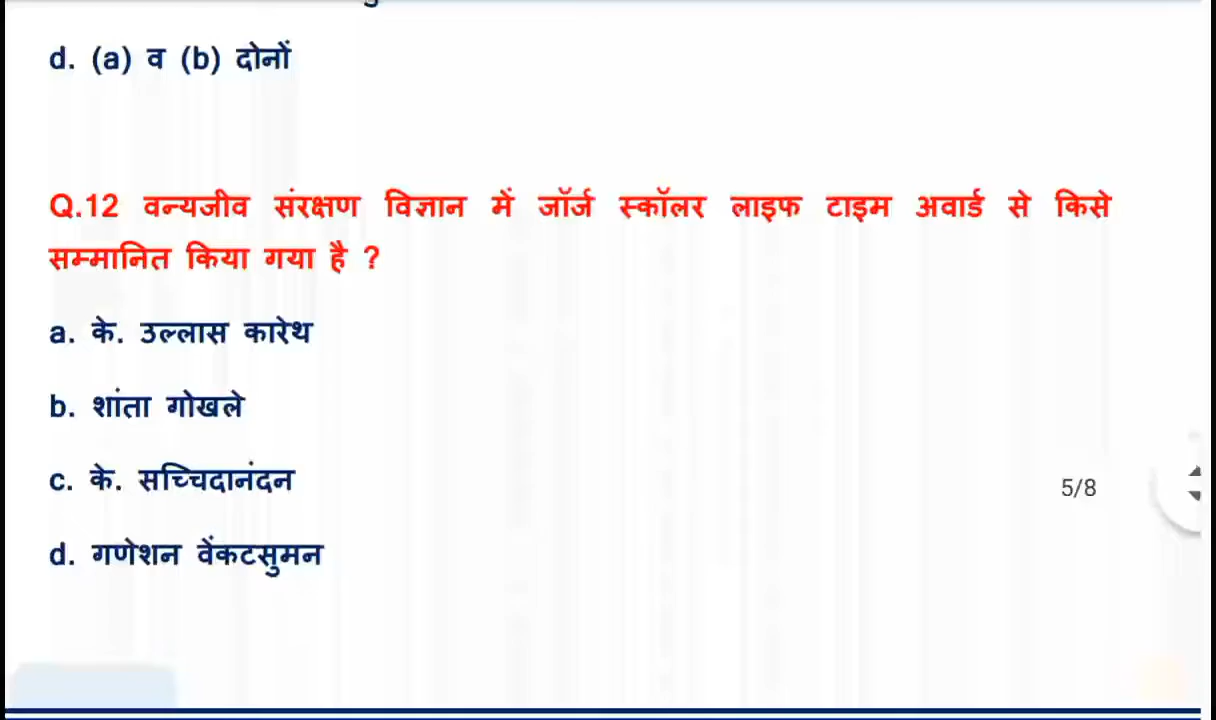 d. (a) व (b) दोनों
Q.12 वन्यजीव संरक्षण विज्ञान में जॉर्ज स्कॉलर लाइफ टाइम अवार्ड से किसे
सम्मानित किया गया है ?
a. के. उल्लास कारेथ
b. शांता गोखले
c. के. सच्चिदानंदन
5/8
d. गणेशन वेंकटसुमन